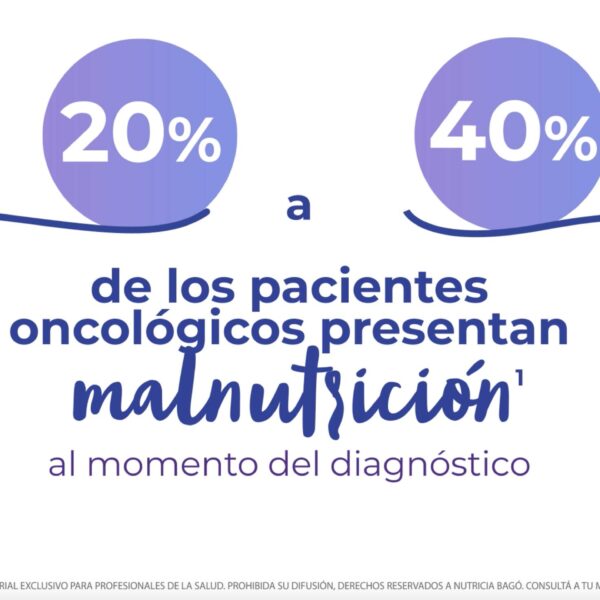 20% a 40%
de los pacientes
oncológicos presentan
malnutrición¹
al momento del diagnóstico
EXCLUSIVO PARA PROFESIONALES DE LA SALUD. PROHIBIDA SU DIFUSIÓN, DERECHOS RESERVADOS A NUTRICIA BAGÓ. CONSULTÁ A TU